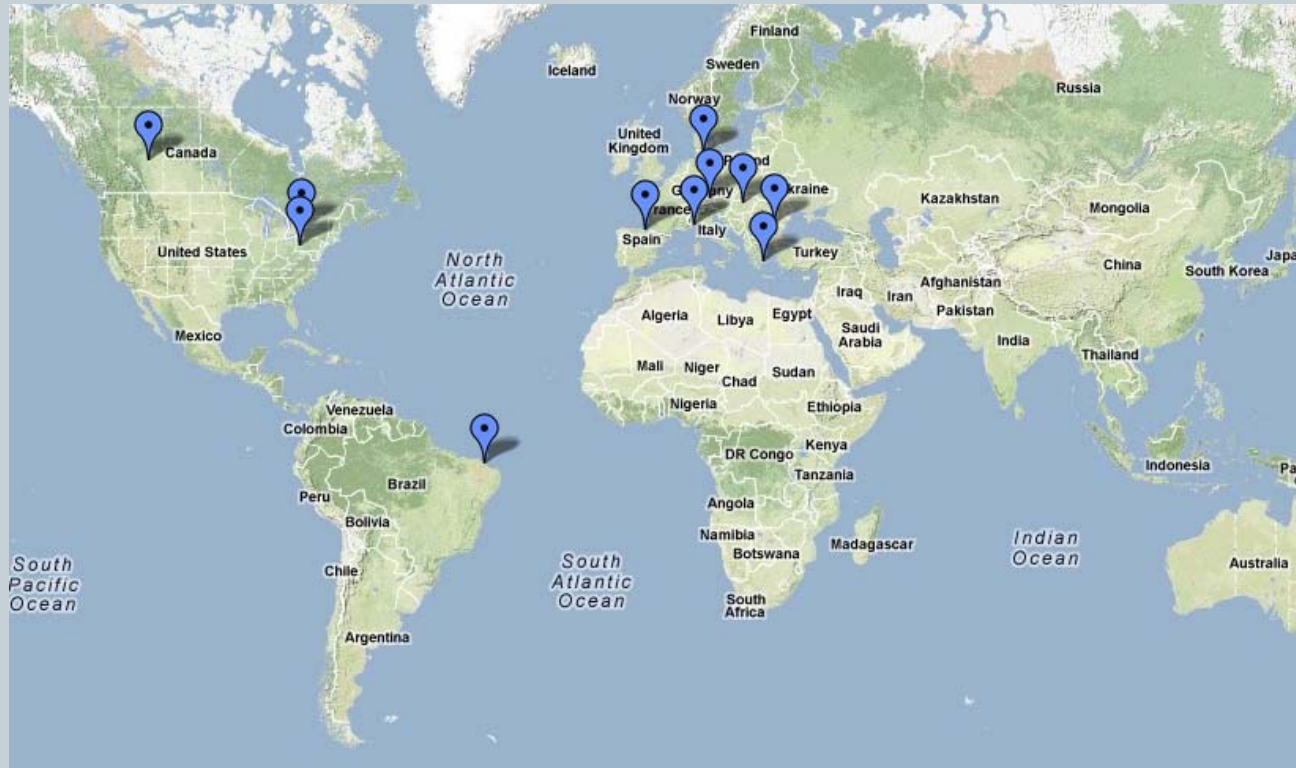 Finland
Sweden
Iceland
Norway
Russia
United
Kingdom
Canada
Kazakhstan
Mongolia
United States
Spain
Italy
Turkey
China
South Korea
North
Atlantic
Ocean
Afghanistan
Iraq
Iran
Pakistan
Algeria
Libya
Egypt
Saudi
Arabia
India
Mexico
Thailand
Mali
Niger
Chad
Sudan
Nigeria
Ethiopia
Venezuela
Colombia
Kenya
DR Congo
Tanzania
Indonesia
Brazil
Peru
Angola
Bolivia
Namibia
Botswana
Madagascar
Indian
Ocean
South
Pacific
Ocean
Chile
South
Atlantic
Ocean
Australia
South
Africa
Argentina